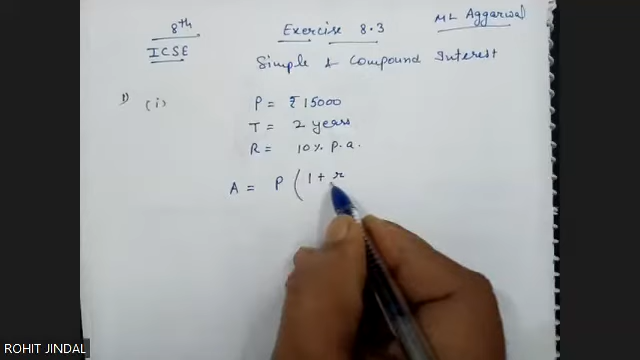 8th
ICSE
Exercise 8.3
ML Aggarwal
Simple & Compound Interest
1) (i)
P = ₹ 15000
T = 2 years
R = 10% p.a.
A = P ( 1 + r
ROHIT JINDAL